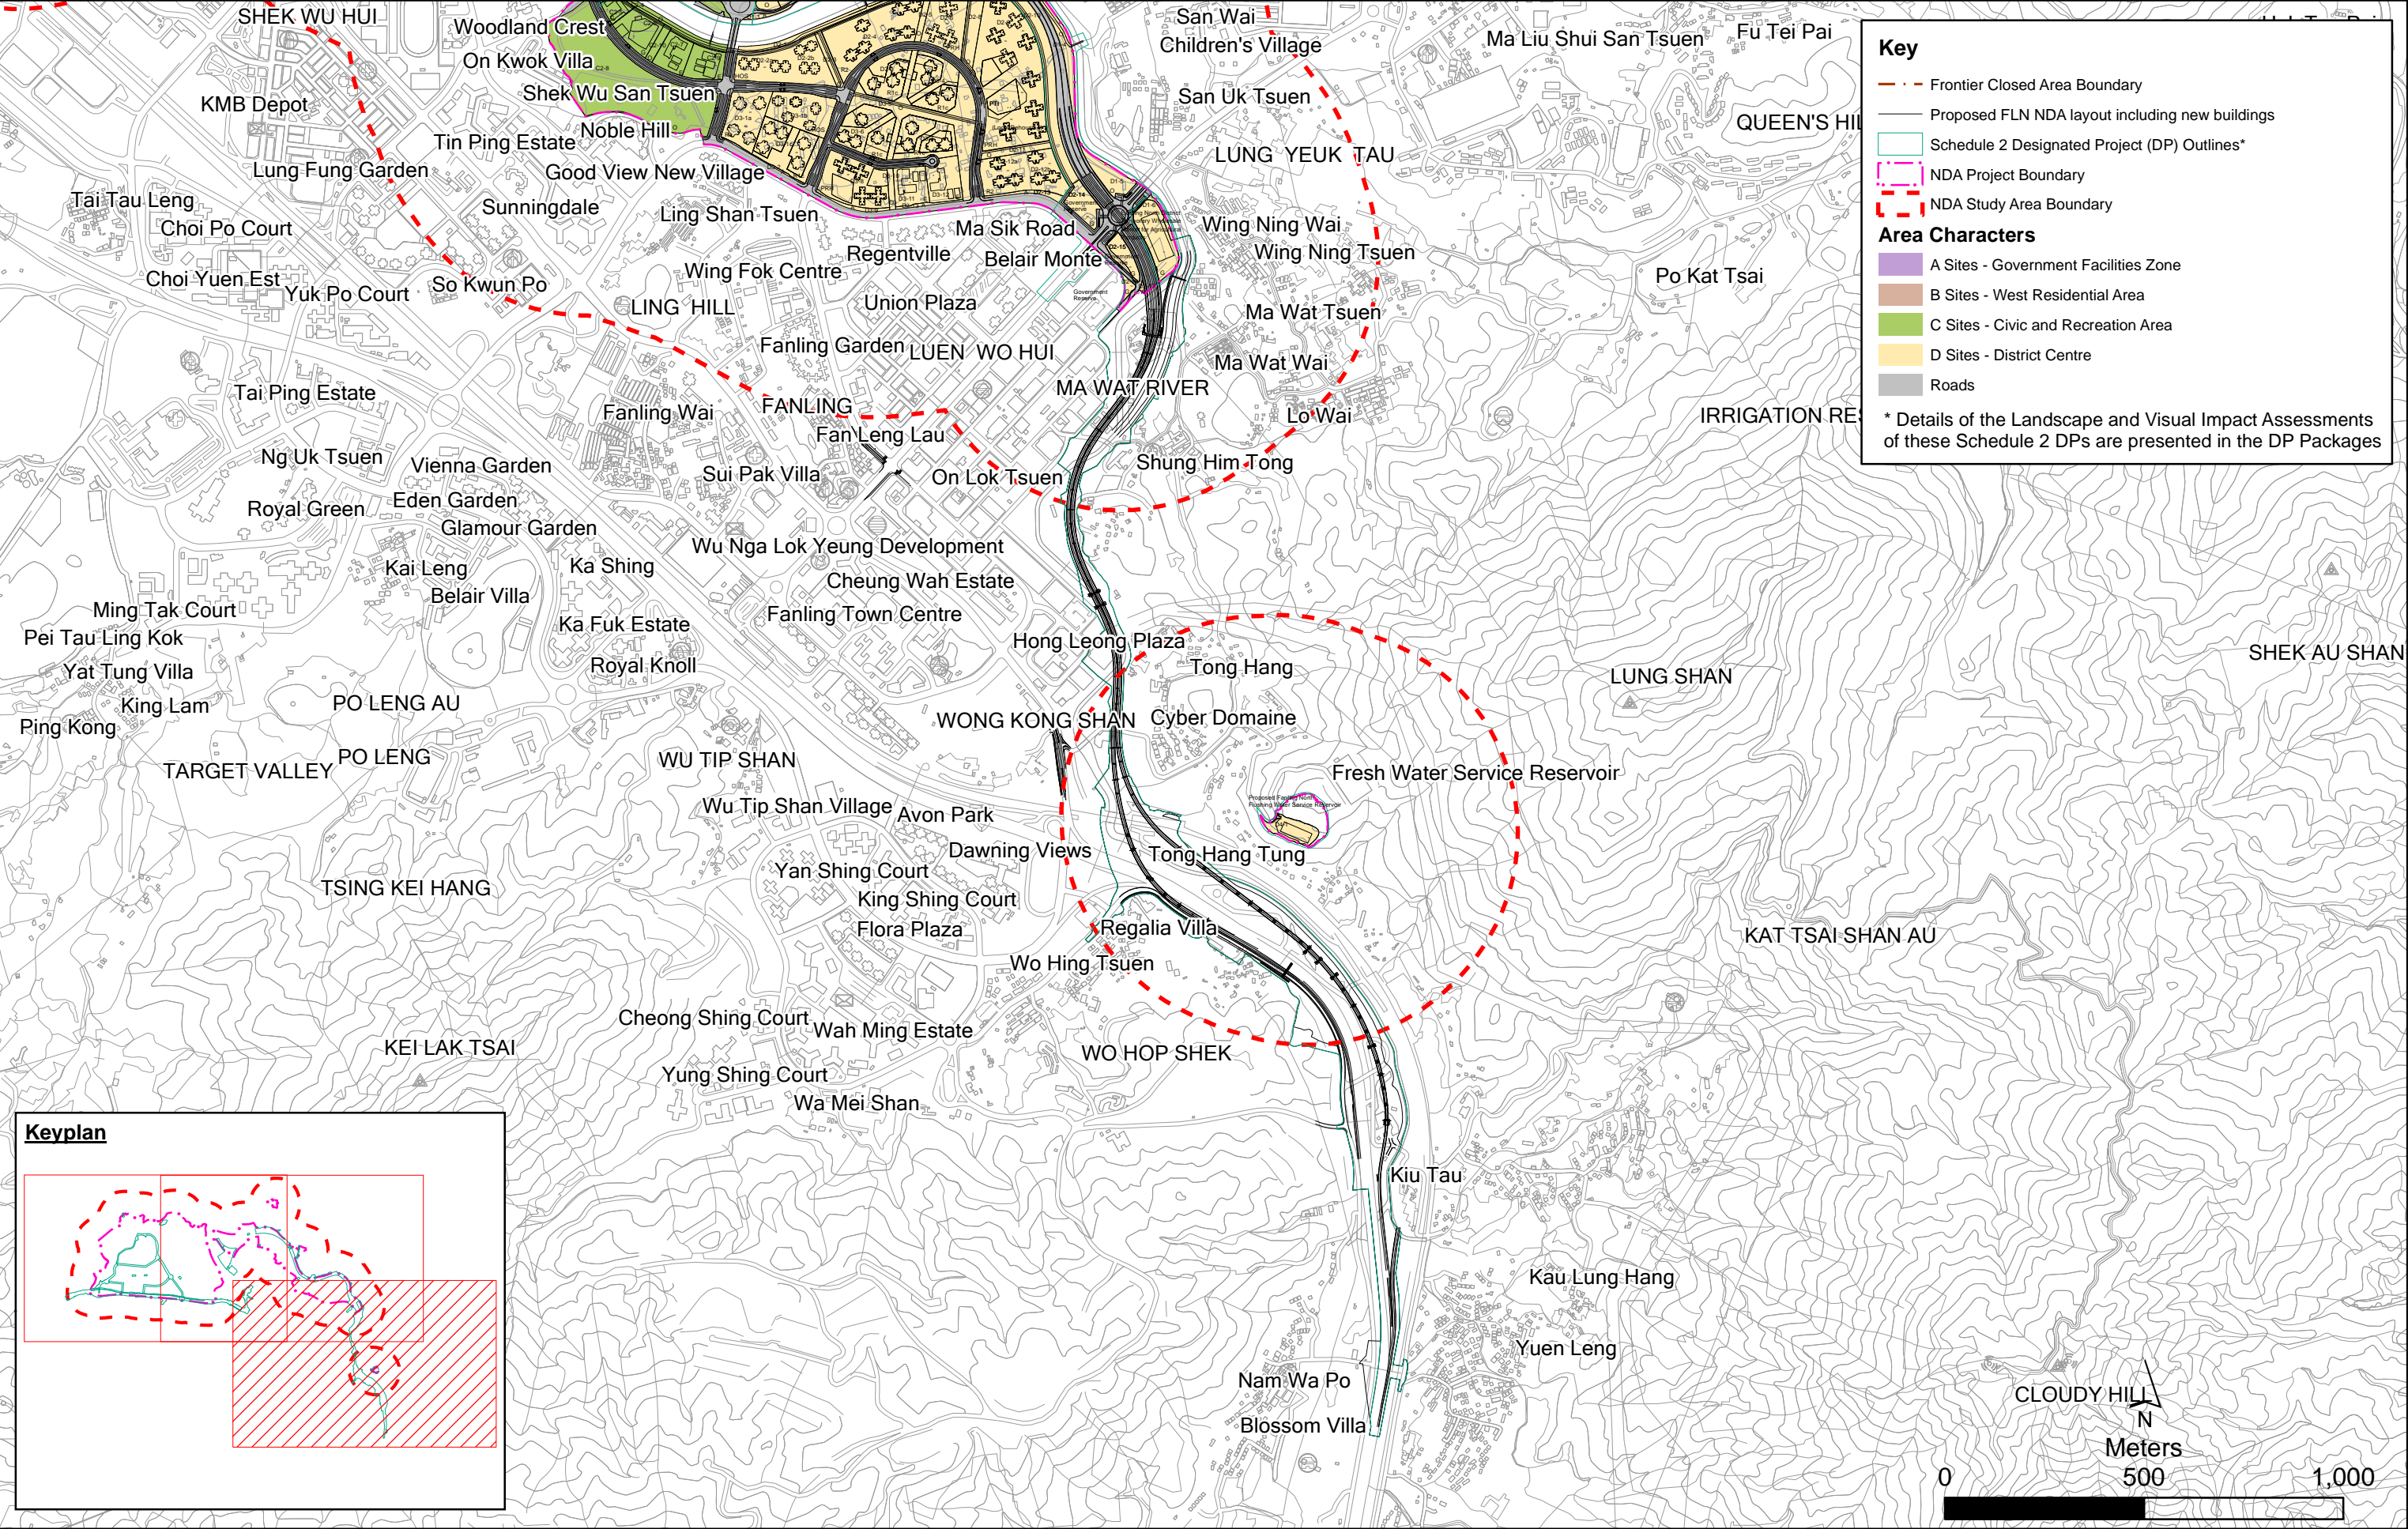 SHEK WU HUI
Woodland Crest
San Wai
Children's Village
Ma Liu Shui San Tsuen
Fu Tei Pai
On Kwok Villa
KMB Depot
Shek Wu San Tsuen
San Uk Tsuen
QUEEN'S HIL
Tin Ping Estate
Noble Hill
Lung Fung Garden
Good View New Village
LUNG YEUK TAU
Tai Tau Leng
Sunningdale
Ling Shan Tsuen
Choi Po Court
Ma Sik Road
Wing Ning Wai
Regentville
Belair Monte
Wing Ning Tsuen
Choi Yuen Est
Yuk Po Court
So Kwun Po
Wing Fok Centre
Po Kat Tsai
LING HILL
Union Plaza
Government
Reserve
Ma Wat Tsuen
Fanling Garden
LUEN WO HUI
Ma Wat Wai
MA WAT RIVER
Tai Ping Estate
Fanling Wai
FANLING
Lo Wai
IRRIGATION RES
Fan Leng Lau
Ng Uk Tsuen
Vienna Garden
Sui Pak Villa
On Lok Tsuen
Shung Him Tong
Eden Garden
Royal Green
Glamour Garden
Wu Nga Lok Yeung Development
Kai Leng
Ka Shing
Cheung Wah Estate
Belair Villa
Ming Tak Court
Fanling Town Centre
Pei Tau Ling Kok
Ka Fuk Estate
Hong Leong Plaza
Yat Tung Villa
Royal Knoll
Tong Hang
LUNG SHAN
SHEK AU SHAN
King Lam
PO LENG AU
Ping Kong
WONG KONG SHAN
Cyber Domaine
PO LENG
TARGET VALLEY
WU TIP SHAN
Fresh Water Service Reservoir
Proposed Fanling North
Flushing Water Service Reservoir
Wu Tip Shan Village
Avon Park
Dawning Views
Tong Hang Tung
Yan Shing Court
TSING KEI HANG
King Shing Court
Flora Plaza
Regalia Villa
KAT TSAI SHAN AU
Wo Hing Tsuen
Cheong Shing Court
Wah Ming Estate
KEI LAK TSAI
WO HOP SHEK
Yung Shing Court
Wa Mei Shan
Kiu Tau
Kau Lung Hang
Yuen Leng
Nam Wa Po
Blossom Villa
CLOUDY HILL
N
Meters
0 500 1,000
Key
Frontier Closed Area Boundary
Proposed FLN NDA layout including new buildings
Schedule 2 Designated Project (DP) Outlines*
NDA Project Boundary
NDA Study Area Boundary
Area Characters
A Sites - Government Facilities Zone
B Sites - West Residential Area
C Sites - Civic and Recreation Area
D Sites - District Centre
Roads
* Details of the Landscape and Visual Impact Assessments
of these Schedule 2 DPs are presented in the DP Packages
Keyplan